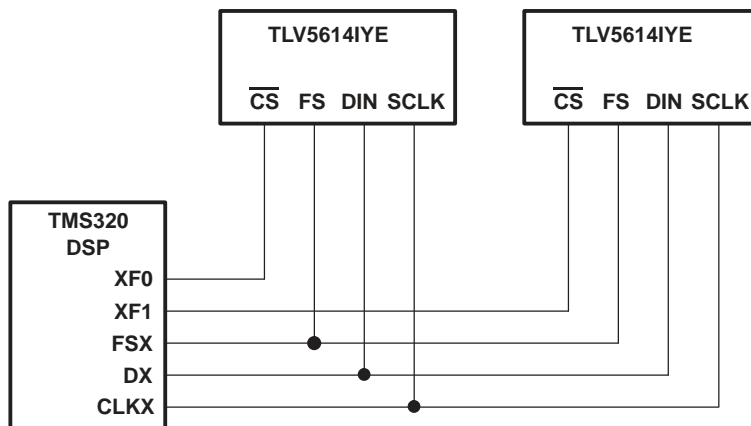 TLV5614IYE
CS FS DIN SCLK
TLV5614IYE
CS FS DIN SCLK
TMS320
DSP
XF0
XF1
FSX
DX
CLKX